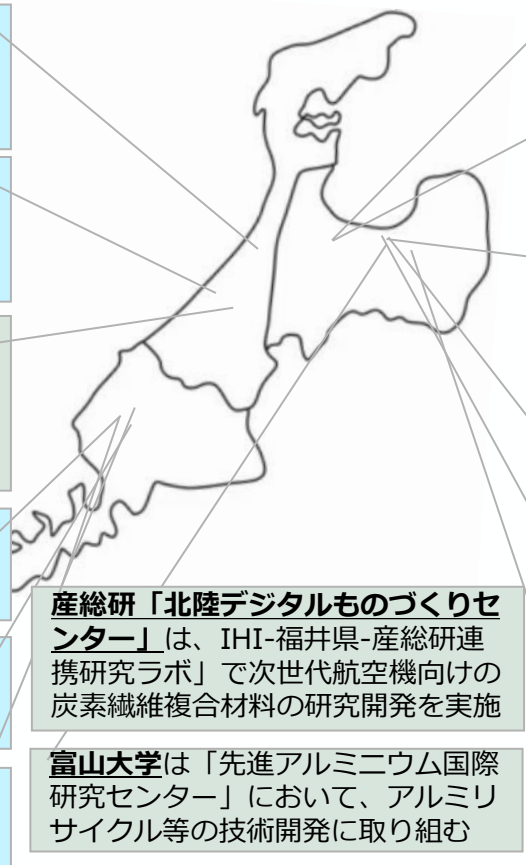 産総研「北陸デジタルものづくりセ
ンター」は、IHI-福井県-産総研連
携研究ラボ」で次世代航空機向けの
炭素繊維複合材料の研究開発を実施
富山大学は「先進アルミニウム国際
研究センター」において、アルミリ
サイクル等の技術開発に取り組む